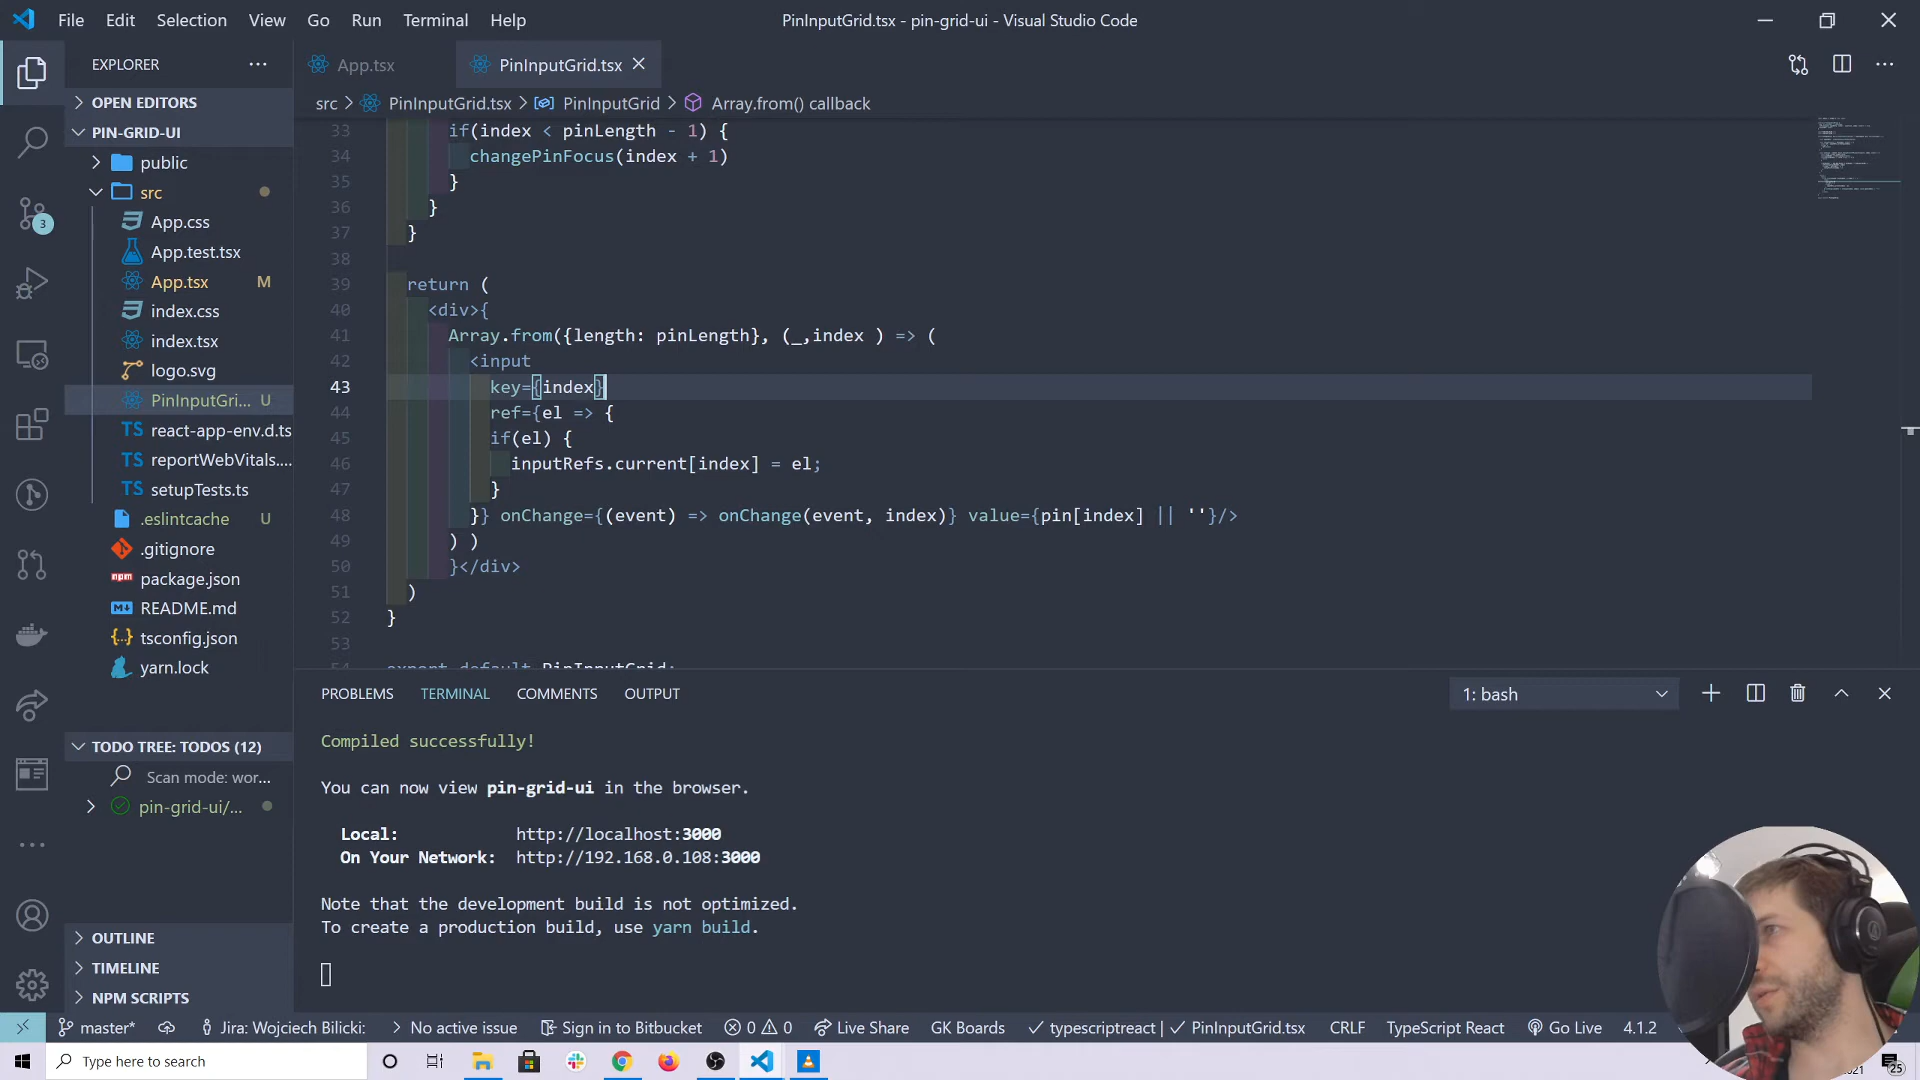 File Edit Selection View Go Run Terminal Help PinInputGrid.tsx - pin-grid-ui - Visual Studio Code
EXPLORER
App.tsx
PinInputGrid.tsx
OPEN EDITORS
src PinInputGrid.tsx PinInputGrid Array.from() callback
PIN-GRID-UI
public
src
App.css
App.test.tsx
App.tsx M
index.css
index.tsx
logo.svg
PinInputGri... U
react-app-env.d.ts
reportWebVitals....
setupTests.ts
.eslintcache U
.gitignore
package.json
README.md
tsconfig.json
yarn.lock
3
TODO TREE: TODOS (12)
Scan mode: wor...
pin-grid-ui/...
OUTLINE
TIMELINE
NPM SCRIPTS
33 if(index < pinLength - 1) {
34 changePinFocus(index + 1)
35 }
36 }
37 }
38
39 return (
40 <div>{
41 Array.from({length: pinLength}, (_,index ) => (
42 <input
43 key={index}
44 ref={el => {
45 if(el) {
46 inputRefs.current[index] = el;
47 }
48 }} onChange={(event) => onChange(event, index)} value={pin[index] || ''}/>
49 ) )
50 }</div>
51 )
52 }
53
54 export default PinInputGrid;
PROBLEMS TERMINAL COMMENTS OUTPUT 1: bash
Compiled successfully!
You can now view pin-grid-ui in the browser.
Local: http://localhost:3000
On Your Network: http://192.168.0.108:3000
Note that the development build is not optimized.
To create a production build, use yarn build.
master* Jira: Wojciech Bilicki: No active issue Sign in to Bitbucket 0 0 Live Share GK Boards typescriptreact PinInputGrid.tsx CRLF TypeScript React Go Live 4.1.2
Type here to search
2021
25